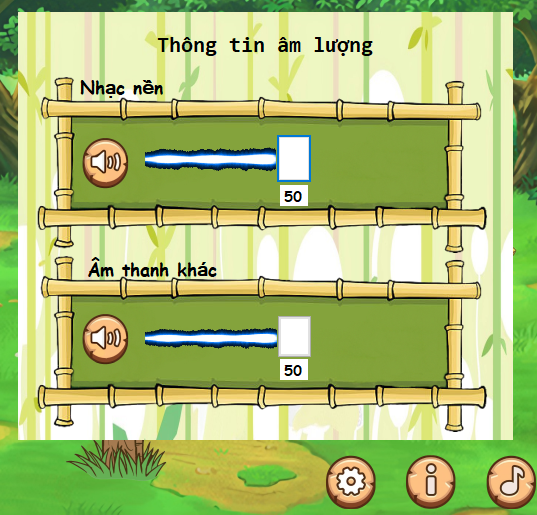 Thông tin âm lượng
Nhạc nền
50
Âm thanh khác
50